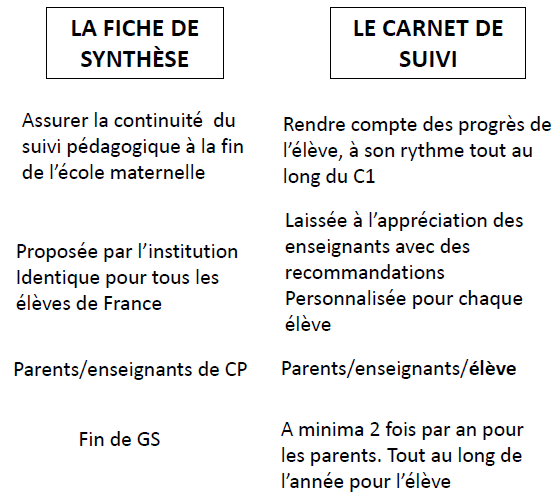 LA FICHE DE
SYNTHÈSE
LE CARNET DE
SUIVI
Assurer la continuité du
suivi pédagogique à la fin
de l'école maternelle
Rendre compte des progrès de
l'élève, à son rythme tout au
long du C1
Proposée par l'institution
Identique pour tous les
élèves de France
Laissée à l'appréciation des
enseignants avec des
recommandations
Personnalisée pour chaque
élève
Parents/enseignants de CP
Parents/enseignants/élève
Fin de GS
A minima 2 fois par an pour
les parents. Tout au long de
l'année pour l'élève